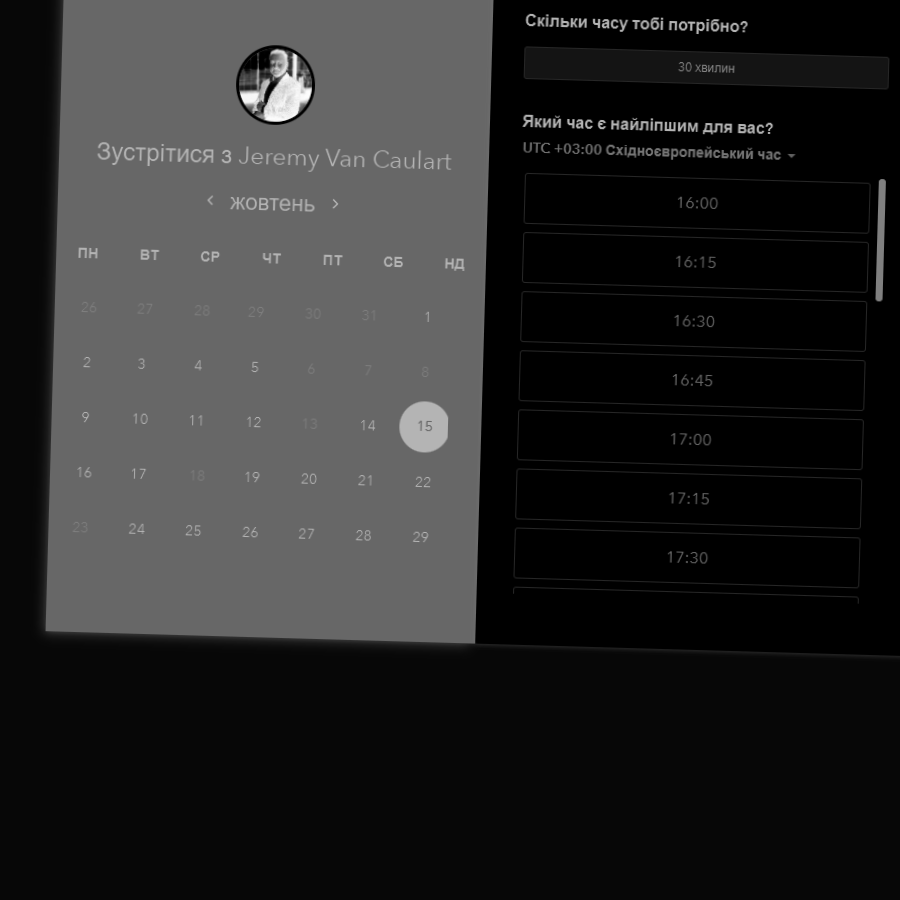 Зустрітися з Jeremy Van Caulart
жовтень
ПН ВТ СР ЧТ ПТ СБ НД
26 27 28 29 30 31 1
2 3 4 5 6 7 8
9 10 11 12 13 14 15
16 17 18 19 20 21 22
23 24 25 26 27 28 29
Скільки часу тобі потрібно?
30 хвилин
Який час є найліпшим для вас?
UTC +03:00 Східноєвропейський час
16:00
16:15
16:30
16:45
17:00
17:15
17:30